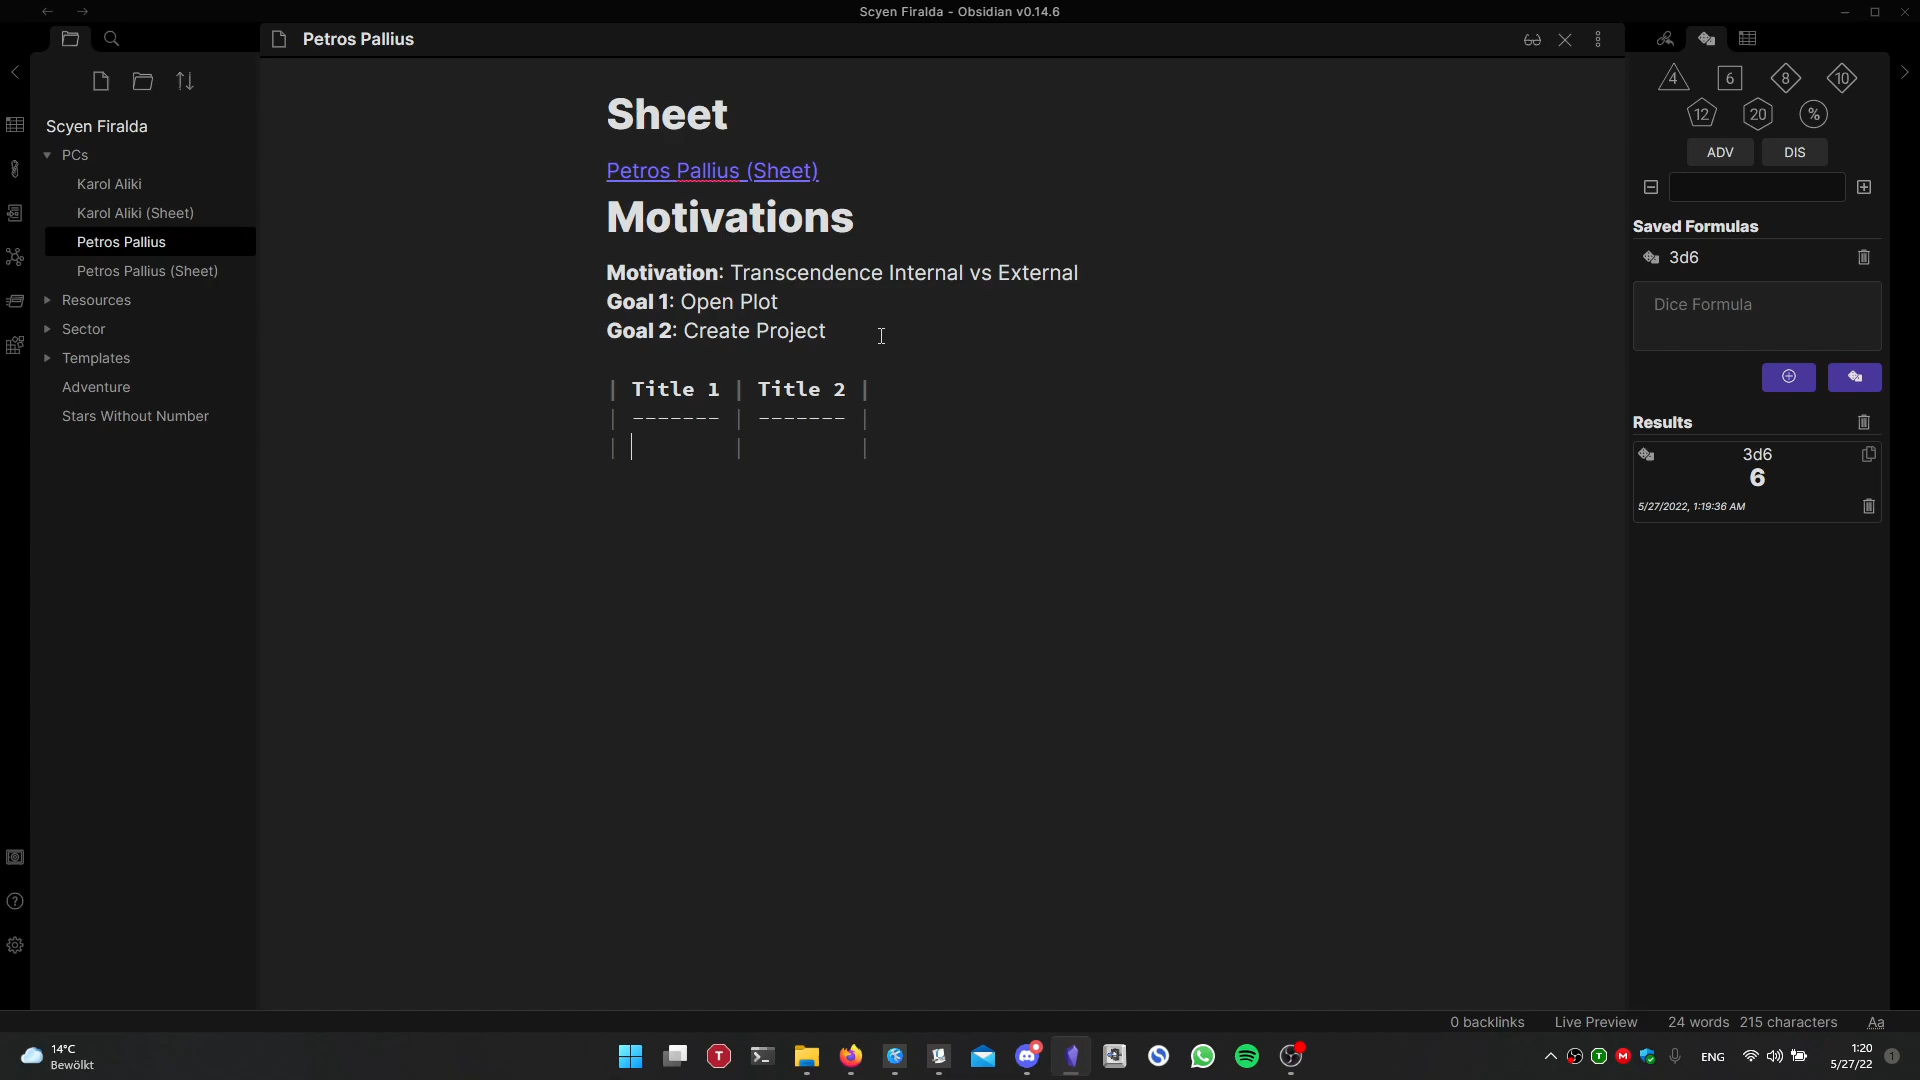 Scyen Firalda - Obsidian v0.14.6
Petros Pallius
Scyen Firalda
PCs
Karol Aliki
Karol Aliki (Sheet)
Petros Pallius
Petros Pallius (Sheet)
Resources
Sector
Templates
Adventure
Stars Without Number
Sheet
Petros Pallius (Sheet)
Motivations
Motivation: Transcendence Internal vs External
Goal 1: Open Plot
Goal 2: Create Project
| Title 1 | Title 2 |
| ------- | ------- |
| | |
4 6 8 10
12 20 %
ADV DIS
Saved Formulas
3d6
Dice Formula
Results
3d6
6
5/27/2022, 1:19:36 AM
0 backlinks Live Preview 24 words 215 characters Aa
14°C
Bewölkt
ENG
1:20
5/27/22
1